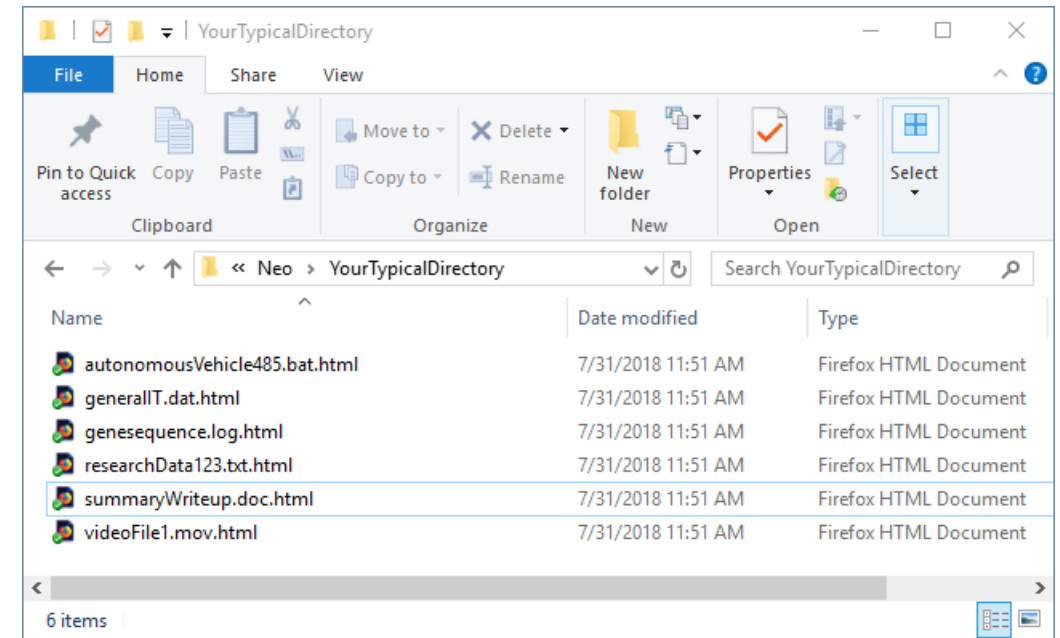 YourTypicalDirectory
File Home Share View
Pin to Quick access Copy Paste Move to Copy to Delete Rename New folder Properties Select
Clipboard Organize New Open
« Neo › YourTypicalDirectory Search YourTypicalDirectory
Name Date modified Type
autonomousVehicle485.bat.html 7/31/2018 11:51 AM Firefox HTML Document
generalIT.dat.html 7/31/2018 11:51 AM Firefox HTML Document
genesequence.log.html 7/31/2018 11:51 AM Firefox HTML Document
researchData123.txt.html 7/31/2018 11:51 AM Firefox HTML Document
summaryWriteup.doc.html 7/31/2018 11:51 AM Firefox HTML Document
videoFile1.mov.html 7/31/2018 11:51 AM Firefox HTML Document
6 items